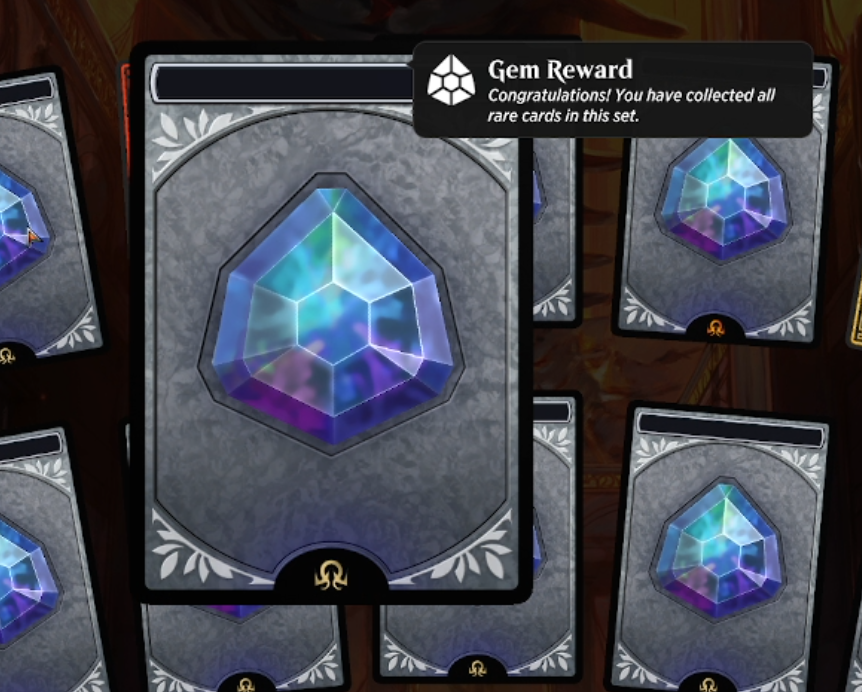 Gem Reward
Congratulations! You have collected all
rare cards in this set.